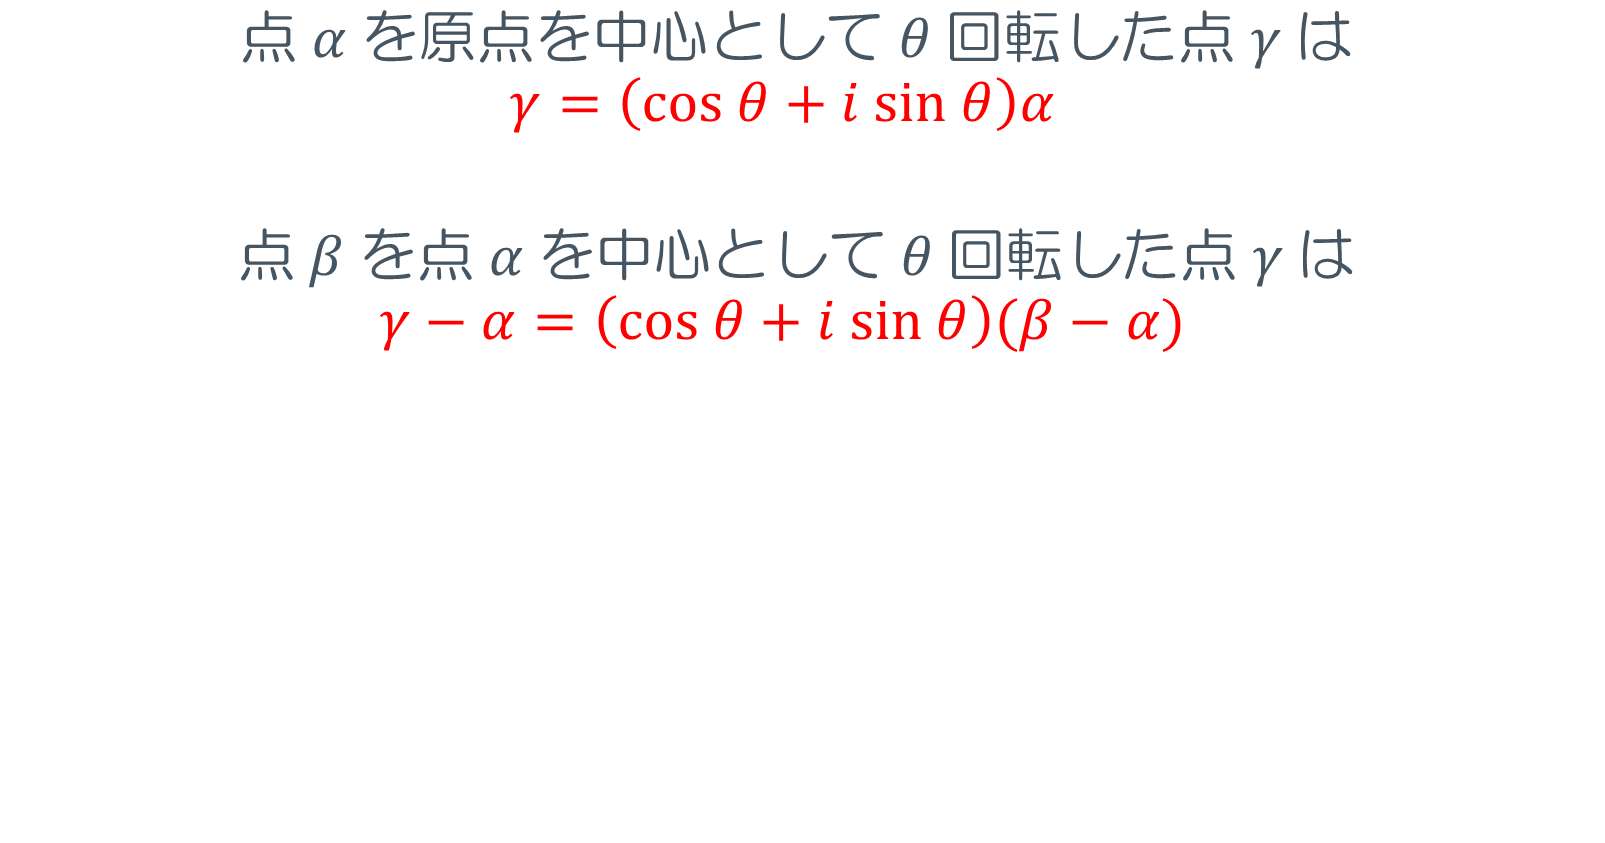 点 α を原点を中心として θ 回転した点 γ は
γ = (cos θ + i sin θ)α
点 β を点 α を中心として θ 回転した点 γ は
γ − α = (cos θ + i sin θ)(β − α)